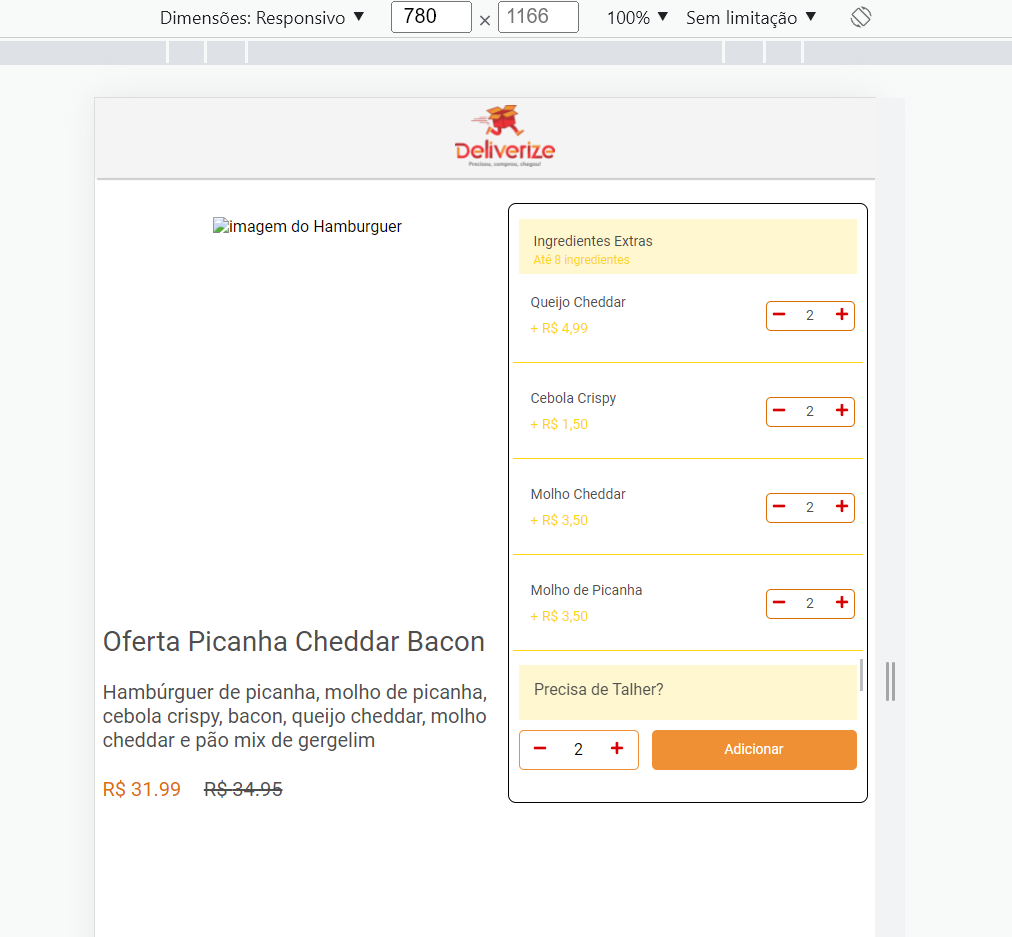 Dimensões: Responsivo ▼ 780 × 1166 100% ▼ Sem limitação ▼
Deliverize
Precisou, comprou, chegou!
imagem do Hamburguer
Oferta Picanha Cheddar Bacon
Hambúrguer de picanha, molho de picanha,
cebola crispy, bacon, queijo cheddar, molho
cheddar e pão mix de gergelim
R$ 31.99 R$ 34.95
Ingredientes Extras
Até 8 ingredientes
Queijo Cheddar
+ R$ 4,99
− 2 +
Cebola Crispy
+ R$ 1,50
− 2 +
Molho Cheddar
+ R$ 3,50
− 2 +
Molho de Picanha
+ R$ 3,50
− 2 +
Precisa de Talher?
− 2 + Adicionar